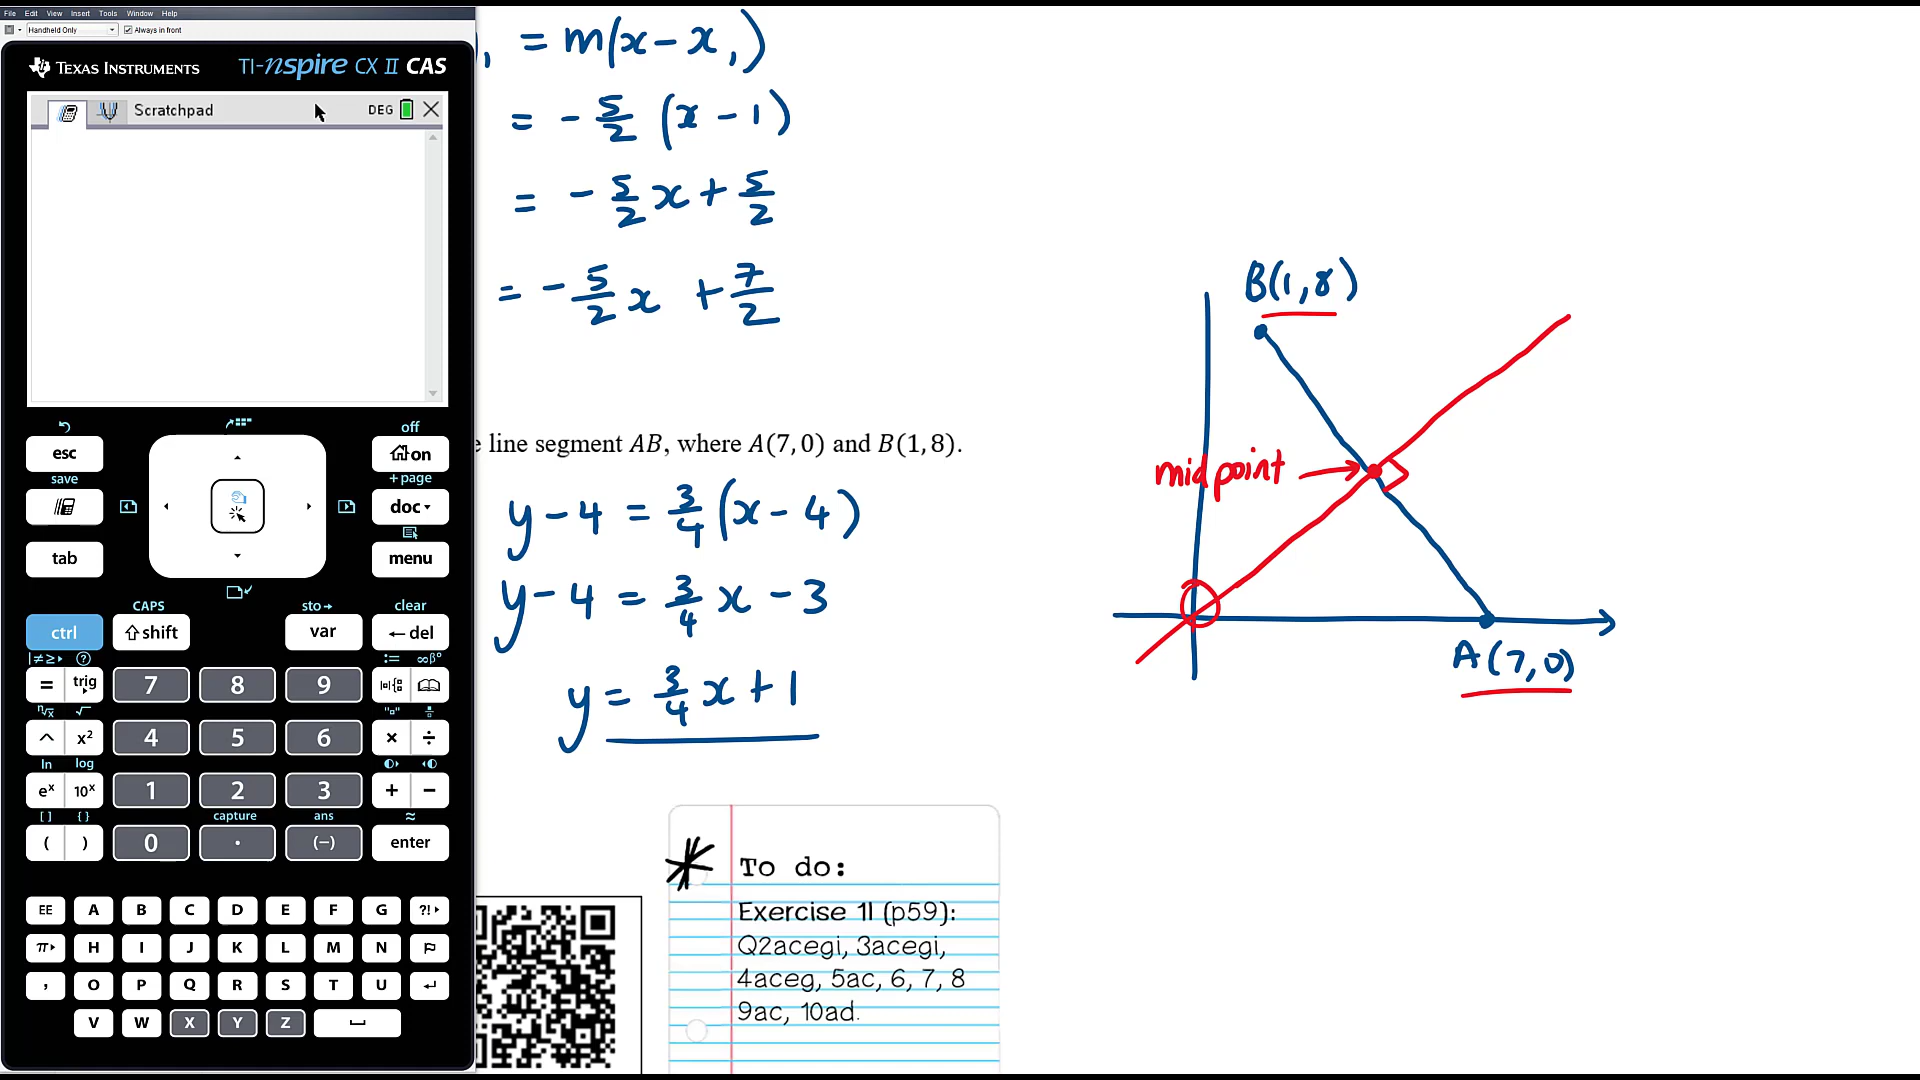 File Edit View Insert Tools Window Help
Handheld Only Always in front
TEXAS INSTRUMENTS TI-nspire CX II CAS
Scratchpad DEG
esc
save
tab
off
on
+ page
doc
menu
CAPS sto→ clear
ctrl ⇧shift var ←del
|≠≥▸ ? := ∞β°
= trig 7 8 9
ⁿ√x √
^ x² 4 5 6 × ÷
ln log
eˣ 10ˣ 1 2 3 + −
[ ] { } capture ans ≈
( ) 0 . (−) enter
EE A B C D E F G ?!▸
π▸ H I J K L M N
, O P Q R S T U ↵
V W X Y Z
₁ = m(x − x₁)
= − 5/2 (x − 1)
= − 5/2 x + 5/2
= − 5/2 x + 7/2
e line segment AB, where A(7, 0) and B(1, 8).
y − 4 = 3/4 (x − 4)
y − 4 = 3/4 x − 3
y = 3/4 x + 1
B(1, 8)
midpoint
A(7, 0)
To do:
Exercise 1I (p59):
Q2acegi, 3acegi,
4aceg, 5ac, 6, 7, 8
9ac, 10ad.